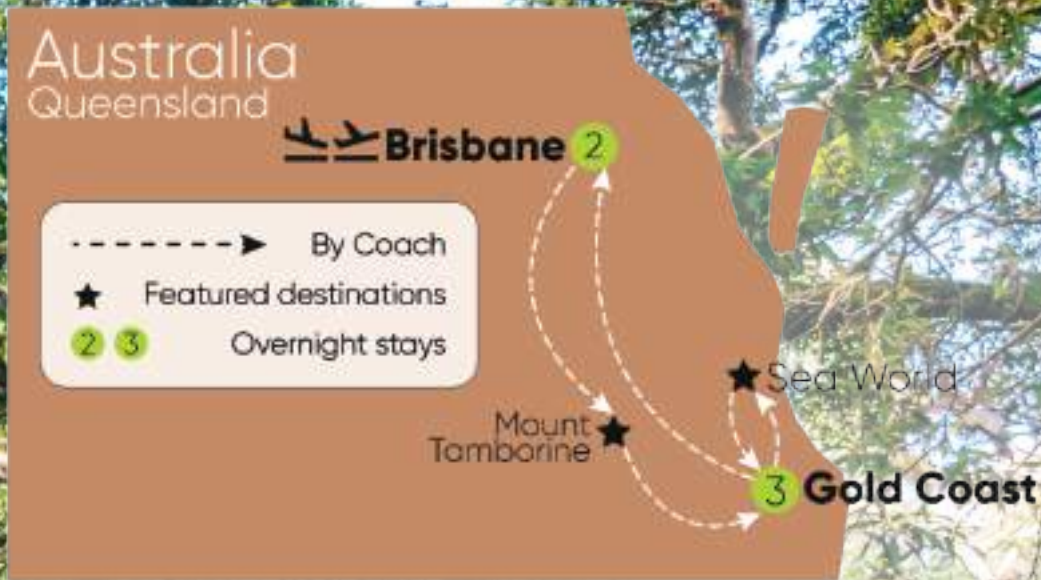 Australia
Queensland
Brisbane 2
By Coach
Featured destinations
2 3 Overnight stays
Sea World
Mount
Tamborine
3 Gold Coast